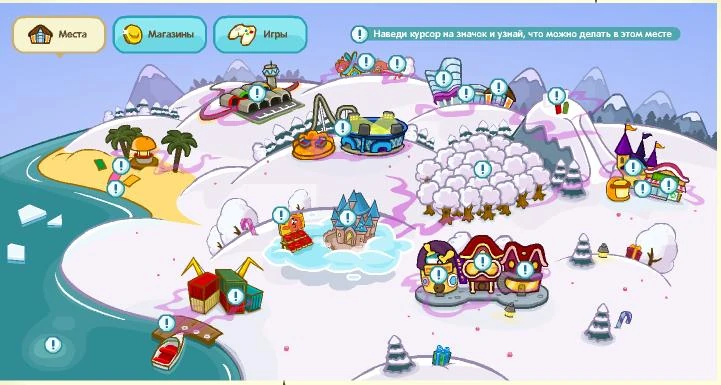 Места
Магазины
Игры
Наведи курсор на значок и узнай, что можно делать в этом месте